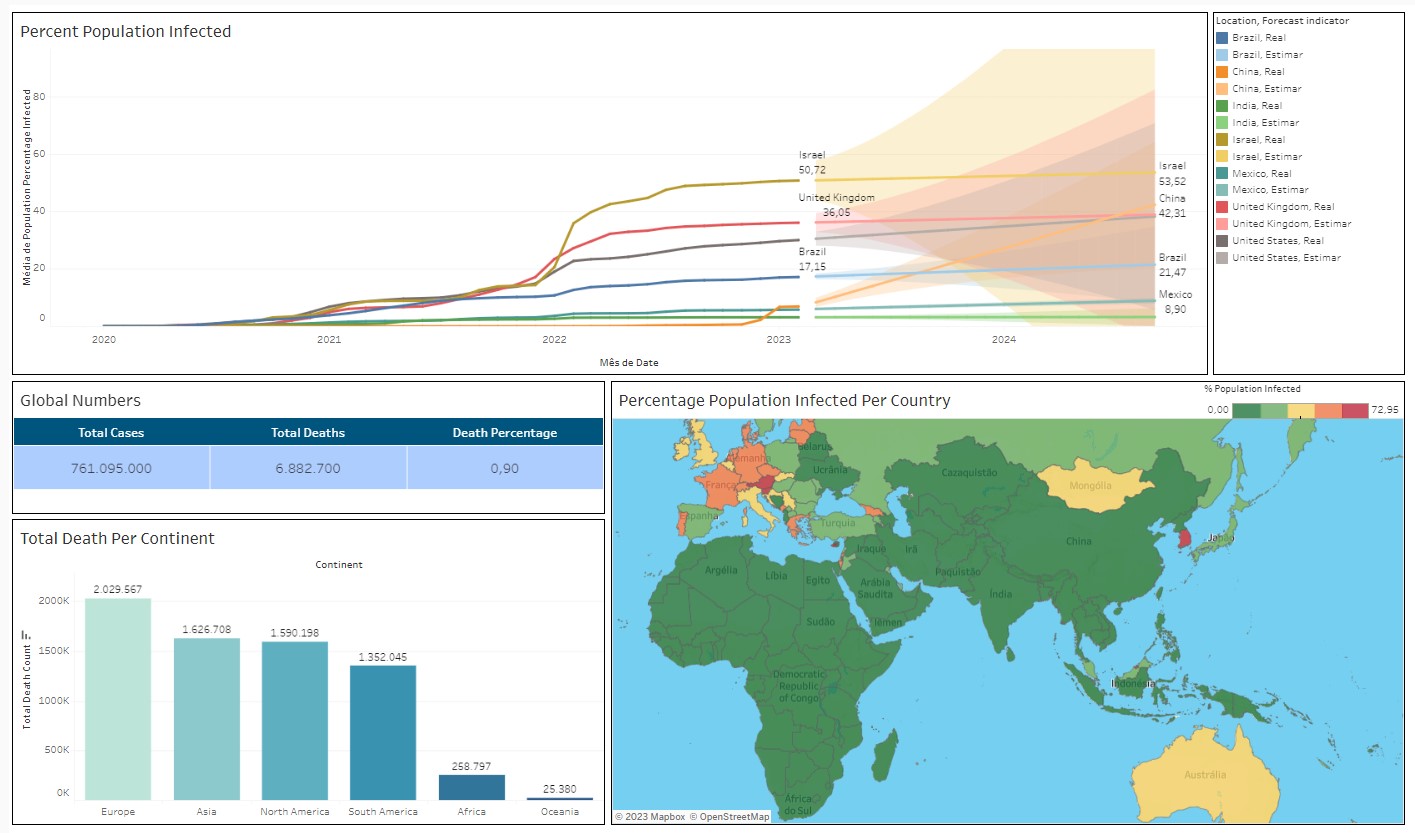 Percent Population Infected
Média de Population Percentage Infected
80
60
40
20
0
Israel
50,72
United Kingdom
36,05
Brazil
17,15
Israel
53,52
China
42,31
Brazil
21,47
Mexico
8,90
2020
2021
2022
2023
2024
Mês de Date
Location, Forecast indicator
Brazil, Real
Brazil, Estimar
China, Real
China, Estimar
India, Real
India, Estimar
Israel, Real
Israel, Estimar
Mexico, Real
Mexico, Estimar
United Kingdom, Real
United Kingdom, Estimar
United States, Real
United States, Estimar
Global Numbers
Total Cases
Total Deaths
Death Percentage
761.095.000
6.882.700
0,90
Total Death Per Continent
Continent
Total Death Count
2000K
1500K
1000K
500K
0K
2.029.567
1.626.708
1.590.198
1.352.045
258.797
25.380
Europe
Asia
North America
South America
Africa
Oceania
Percentage Population Infected Per Country
% Population Infected
0,00
72,95
Belarus
Alemanha
Ucrânia
França
Cazaquistão
Mongólia
Espanha
Turquia
Japão
China
Iraque
Irã
Argélia
Líbia
Egito
Arábia
Saudita
Paquistão
Índia
Sudão
Iêmen
Democratic
Republic
of Congo
Indonésia
Austrália
África
do Sul
© 2023 Mapbox © OpenStreetMap